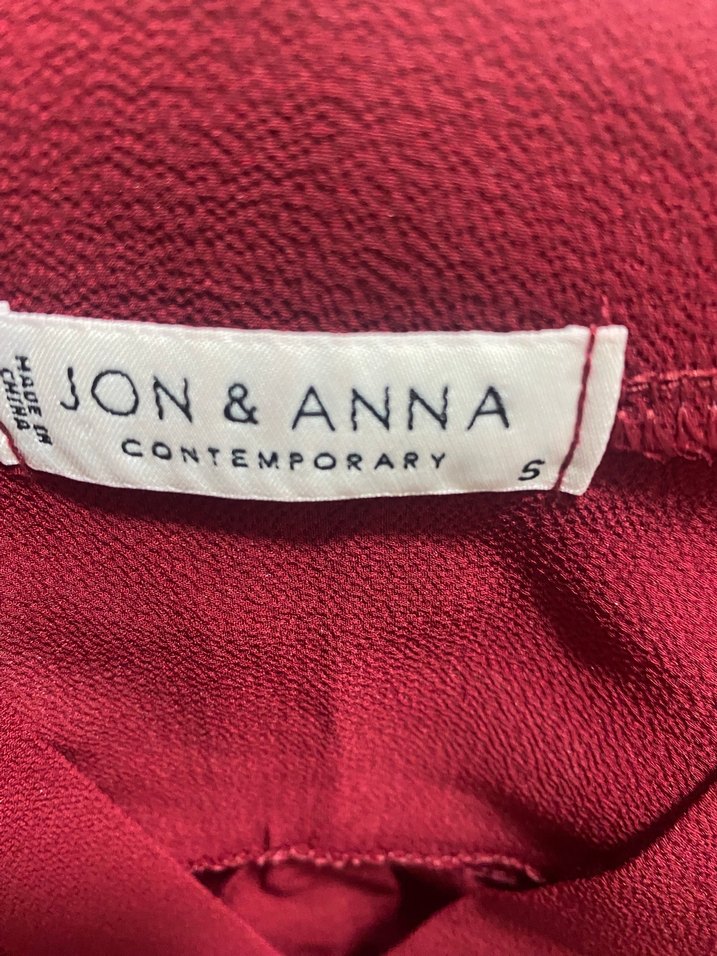 JON & ANNA
CONTEMPORARY
S
MADE IN
CHINA